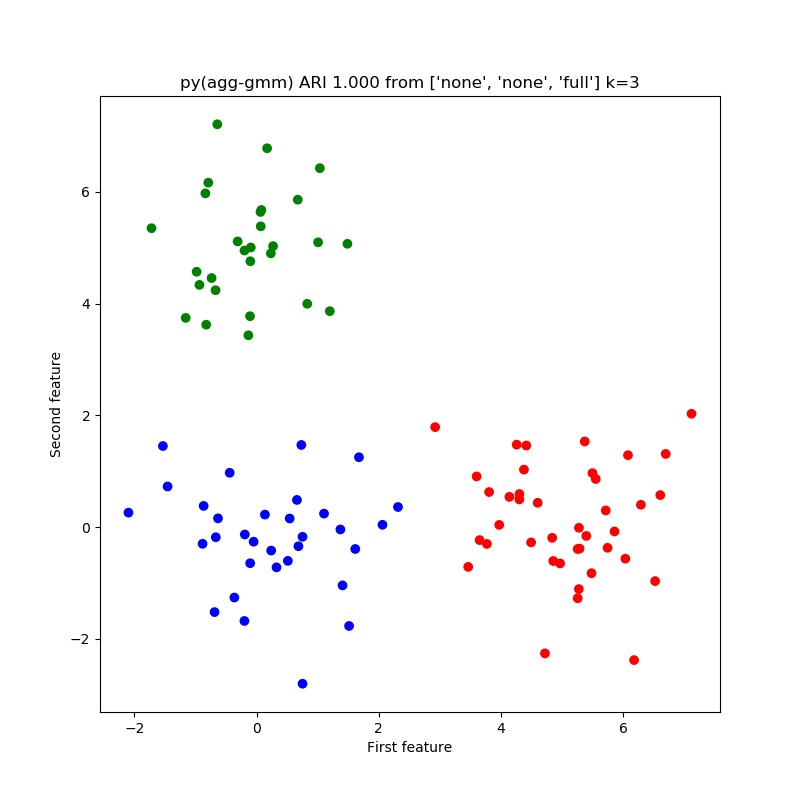 py(agg-gmm) ARI 1.000 from ['none', 'none', 'full'] k=3
6
4
2
0
−2
Second feature
−2 0 2 4 6
First feature